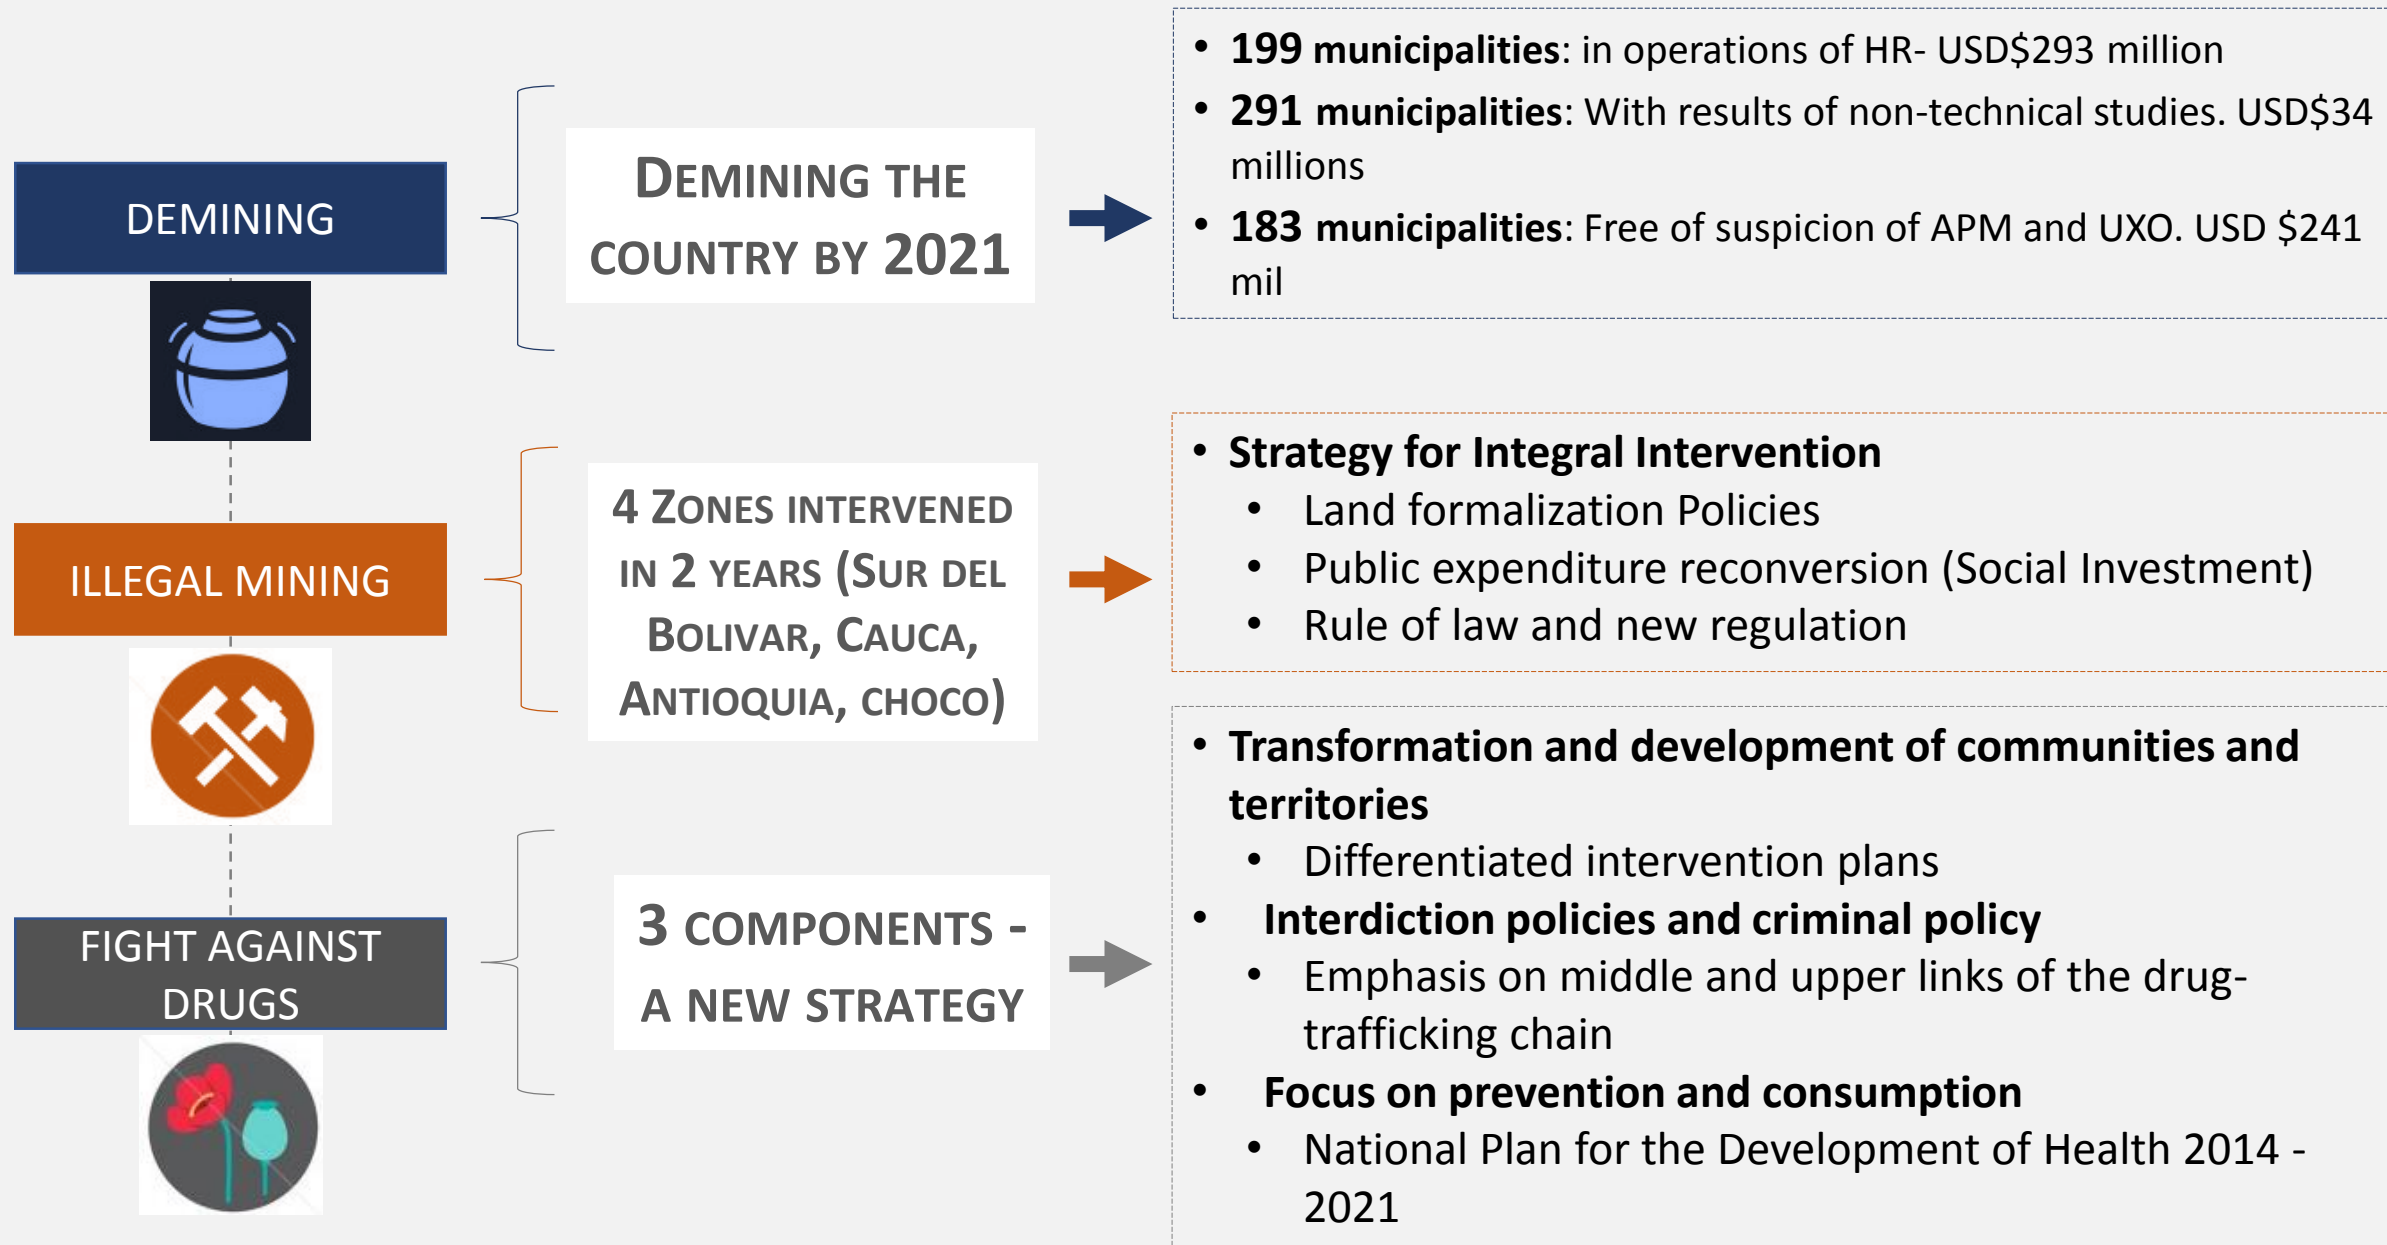 DEMINING
DEMINING THE
COUNTRY BY 2021
• 199 municipalities: in operations of HR- USD$293 million
• 291 municipalities: With results of non-technical studies. USD$34
millions
• 183 municipalities: Free of suspicion of APM and UXO. USD $241
mil
ILLEGAL MINING
4 ZONES INTERVENED
IN 2 YEARS (SUR DEL
BOLIVAR, CAUCA,
ANTIOQUIA, CHOCO)
• Strategy for Integral Intervention
• Land formalization Policies
• Public expenditure reconversion (Social Investment)
• Rule of law and new regulation
FIGHT AGAINST
DRUGS
3 COMPONENTS -
A NEW STRATEGY
• Transformation and development of communities and
territories
• Differentiated intervention plans
• Interdiction policies and criminal policy
• Emphasis on middle and upper links of the drug-
trafficking chain
• Focus on prevention and consumption
• National Plan for the Development of Health 2014 -
2021